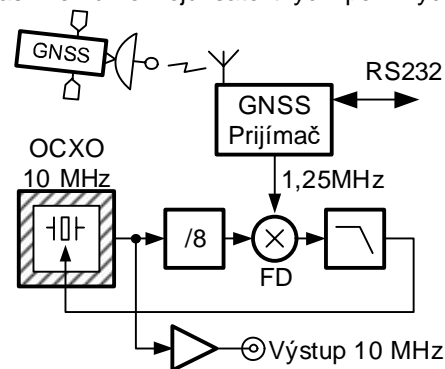 GNSS
RS232
GNSS
Prijímač
OCXO
10 MHz
1,25MHz
/8
FD
Výstup 10 MHz